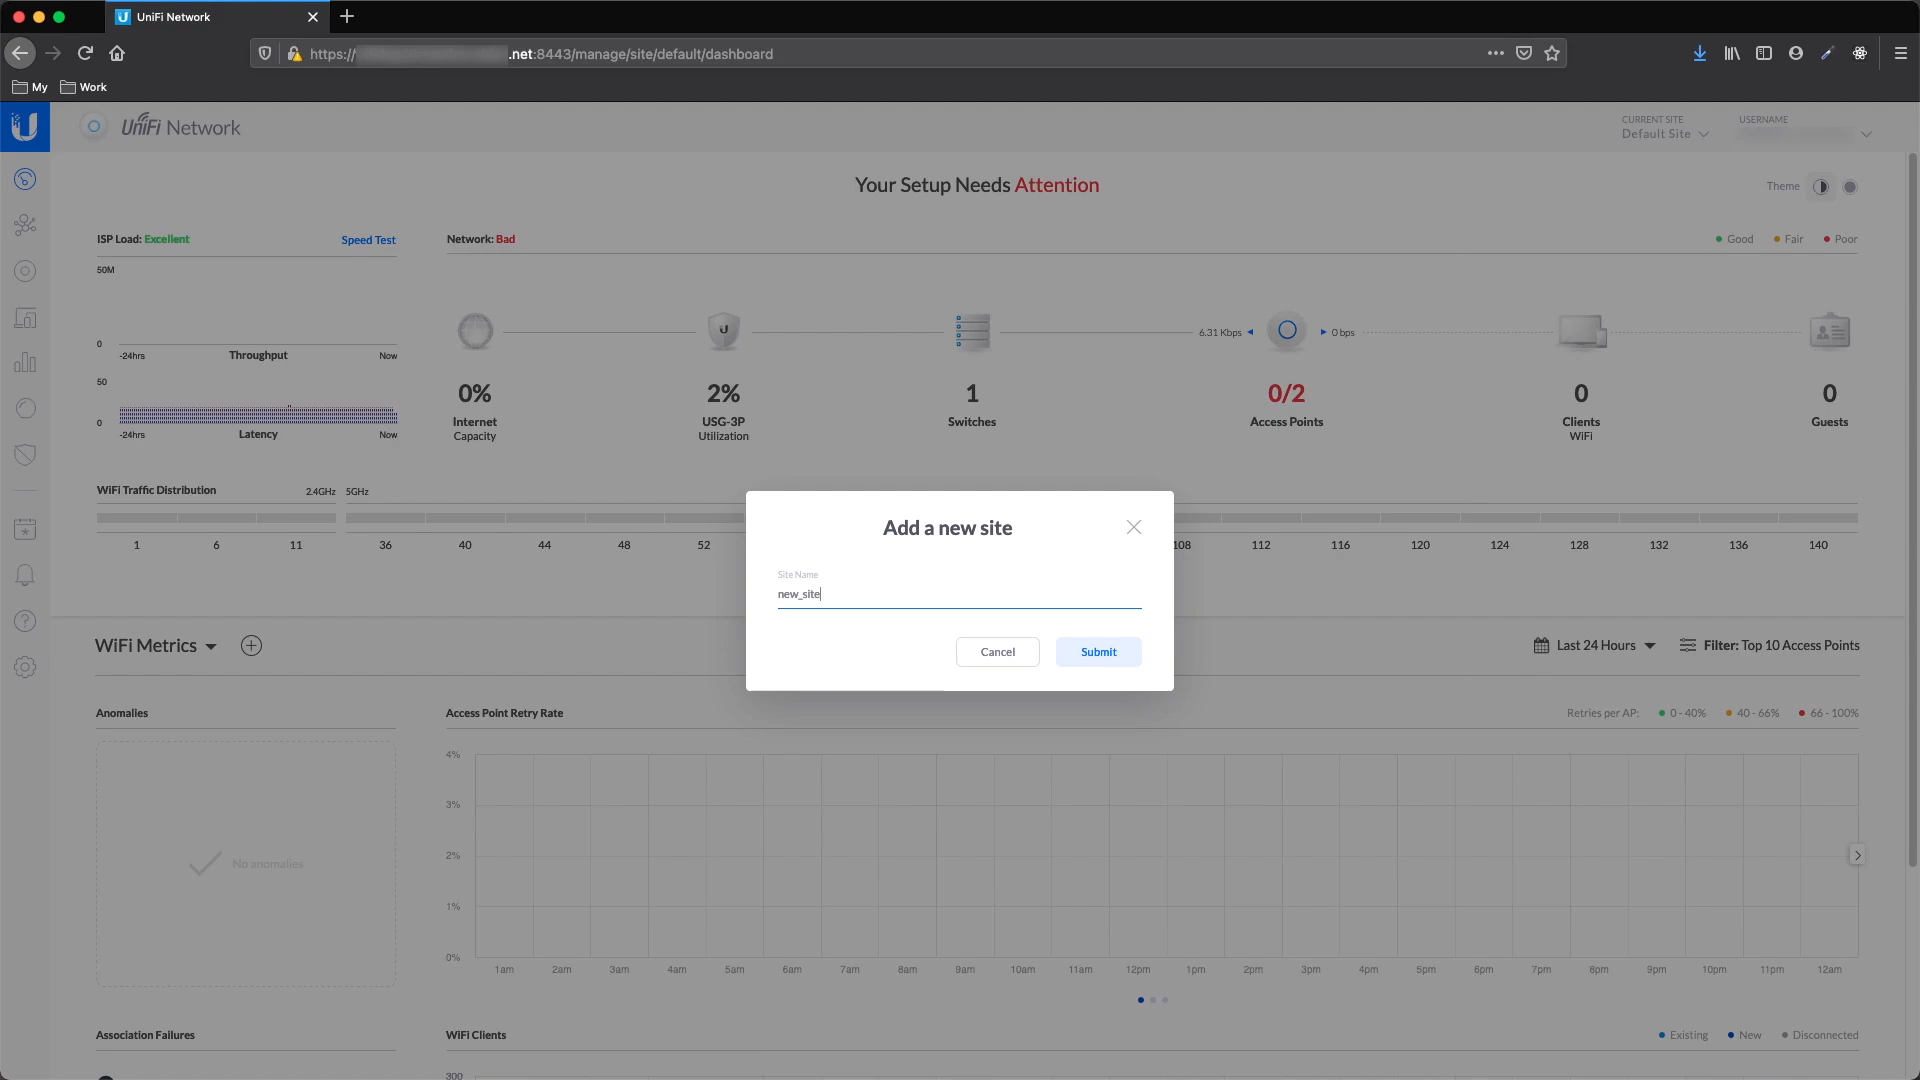 UniFi Network
https://
.net:8443/manage/site/default/dashboard
My
Work
UniFi Network
CURRENT SITE
Default Site
USERNAME
Your Setup Needs Attention
Theme
ISP Load: Excellent
Speed Test
Network: Bad
Good
Fair
Poor
50M
0
-24hrs
Throughput
Now
50
0
-24hrs
Latency
Now
6.31 Kbps
0 bps
0%
Internet
Capacity
2%
USG-3P
Utilization
1
Switches
0/2
Access Points
0
Clients
WiFi
0
Guests
WiFi Traffic Distribution
2.4GHz
5GHz
1
6
11
36
40
44
48
52
108
112
116
120
124
128
132
136
140
Add a new site
Site Name
new_site
Cancel
Submit
WiFi Metrics
Last 24 Hours
Filter: Top 10 Access Points
Anomalies
No anomalies
Access Point Retry Rate
Retries per AP:
0 - 40%
40 - 66%
66 - 100%
4%
3%
2%
1%
0%
1am
2am
3am
4am
5am
6am
7am
8am
9am
10am
11am
12pm
1pm
2pm
3pm
4pm
5pm
6pm
7pm
8pm
9pm
10pm
11pm
12am
Association Failures
WiFi Clients
Existing
New
Disconnected
300